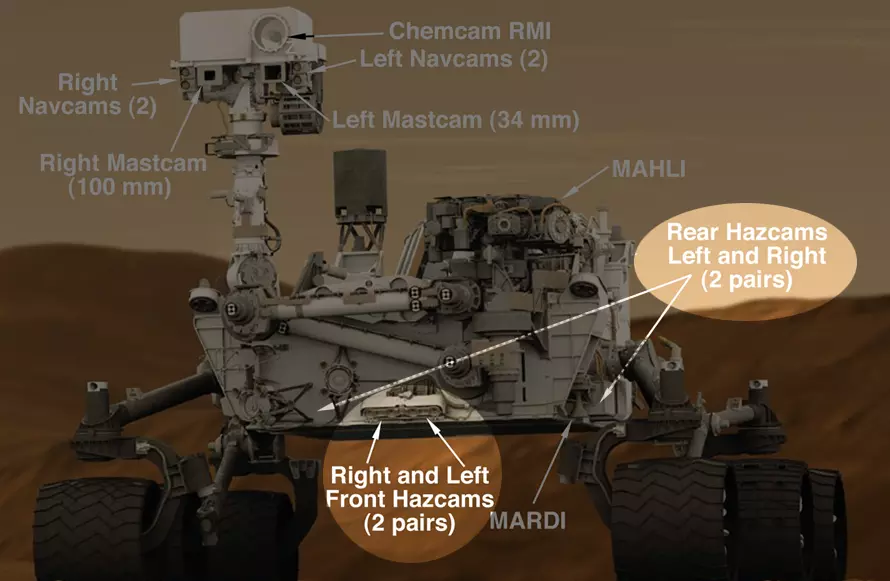 Chemcam RMI
Left Navcams (2)
Right
Navcams (2)
Left Mastcam (34 mm)
Right Mastcam
(100 mm)
MAHLI
Rear Hazcams
Left and Right
(2 pairs)
Right and Left
Front Hazcams
(2 pairs)
MARDI